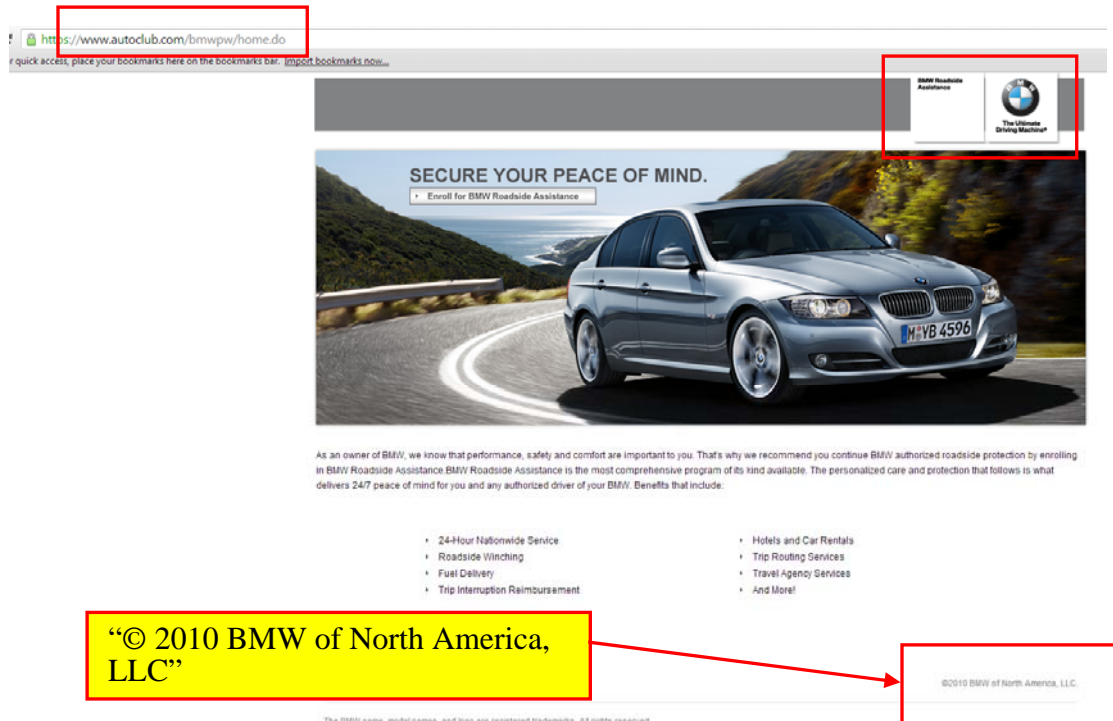 https://www.autoclub.com/bmwpw/home.do
r quick access, place your bookmarks here on the bookmarks bar. Import bookmarks now...
BMW Roadside
Assistance
BMW
The Ultimate
Driving Machine®
SECURE YOUR PEACE OF MIND.
Enroll for BMW Roadside Assistance
M YB 4596
As an owner of BMW, we know that performance, safety and comfort are important to you. That's why we recommend you continue BMW authorized roadside protection by enrolling
in BMW Roadside Assistance.BMW Roadside Assistance is the most comprehensive program of its kind available. The personalized care and protection that follows is what
delivers 24/7 peace of mind for you and any authorized driver of your BMW. Benefits that include:
24-Hour Nationwide Service
Roadside Winching
Fuel Delivery
Trip Interruption Reimbursement
Hotels and Car Rentals
Trip Routing Services
Travel Agency Services
And More!
“© 2010 BMW of North America,
LLC”
©2010 BMW of North America, LLC.
The BMW name, model names, and logo are registered trademarks. All rights reserved.